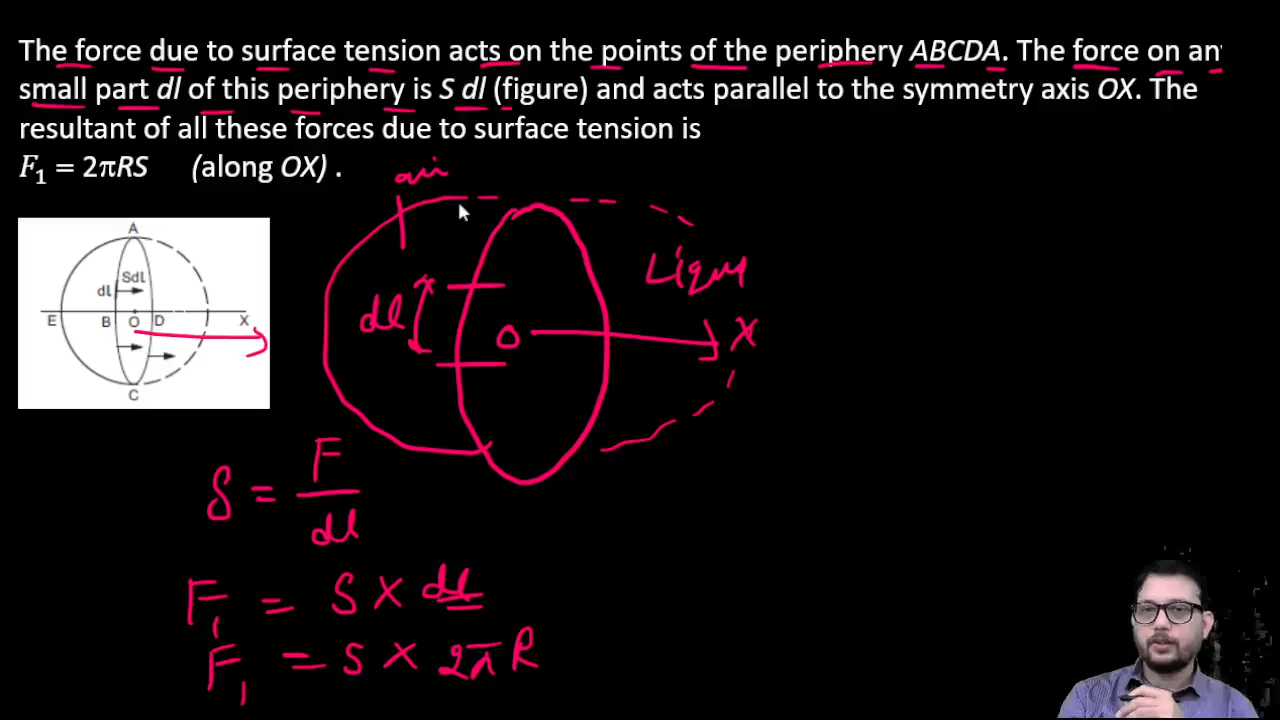 The force due to surface tension acts on the points of the periphery ABCDA. The force on an
small part dl of this periphery is S dl (figure) and acts parallel to the symmetry axis OX. The
resultant of all these forces due to surface tension is
F₁ = 2πRS (along OX) .
air
A
Sdl
dl
E B O D X
C
Liquid
dl
O X
S = F / dl
F₁ = S × dl
F₁ = S × 2πR